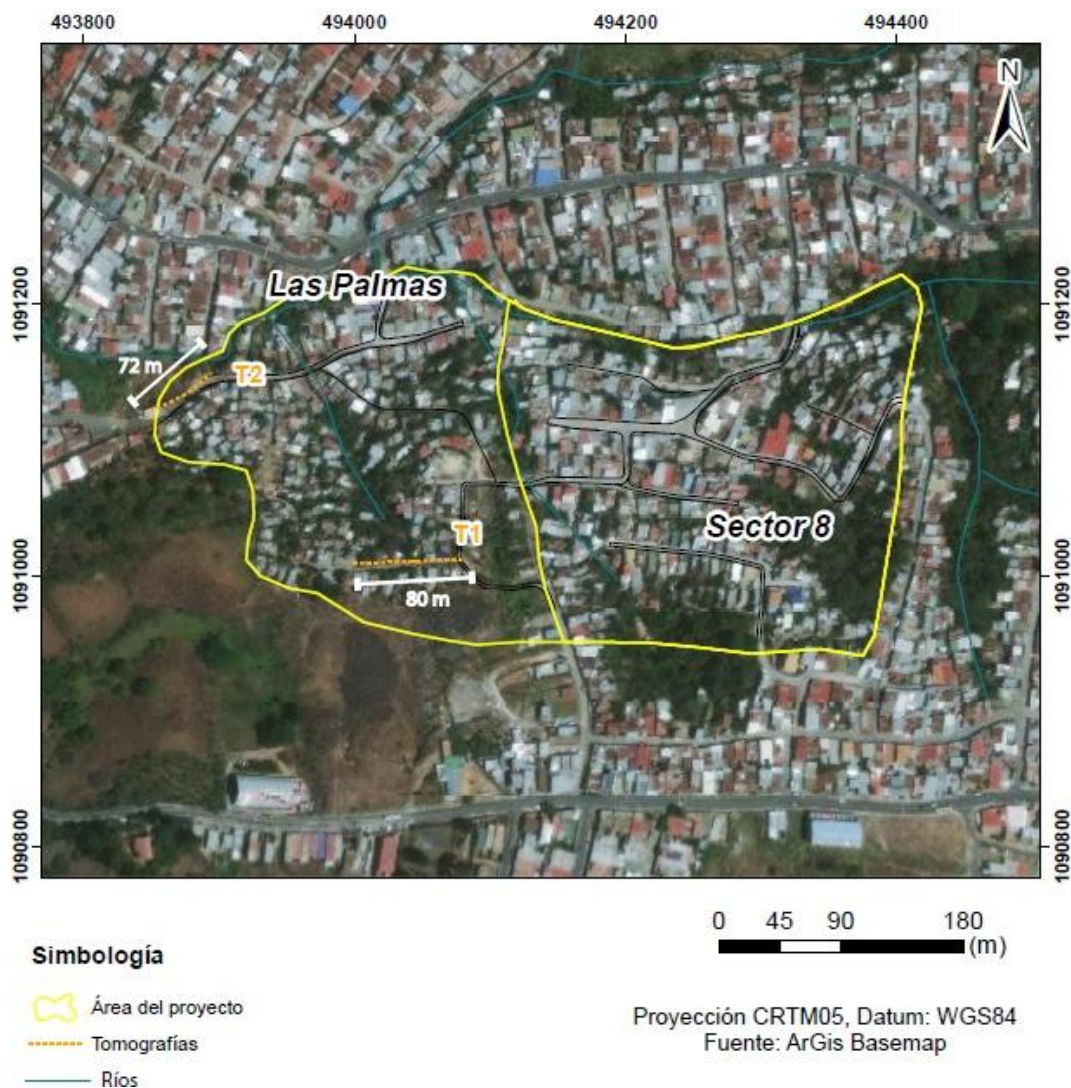 493800 494000 494200 494400
N
1091200 1091200
Las Palmas
72 m
T2
Sector 8
T1
1091000 1091000
80 m
1090800 1090800
0 45 90 180
(m)
Simbología
Área del proyecto
Tomografías
Ríos
Proyección CRTM05, Datum: WGS84
Fuente: ArGis Basemap